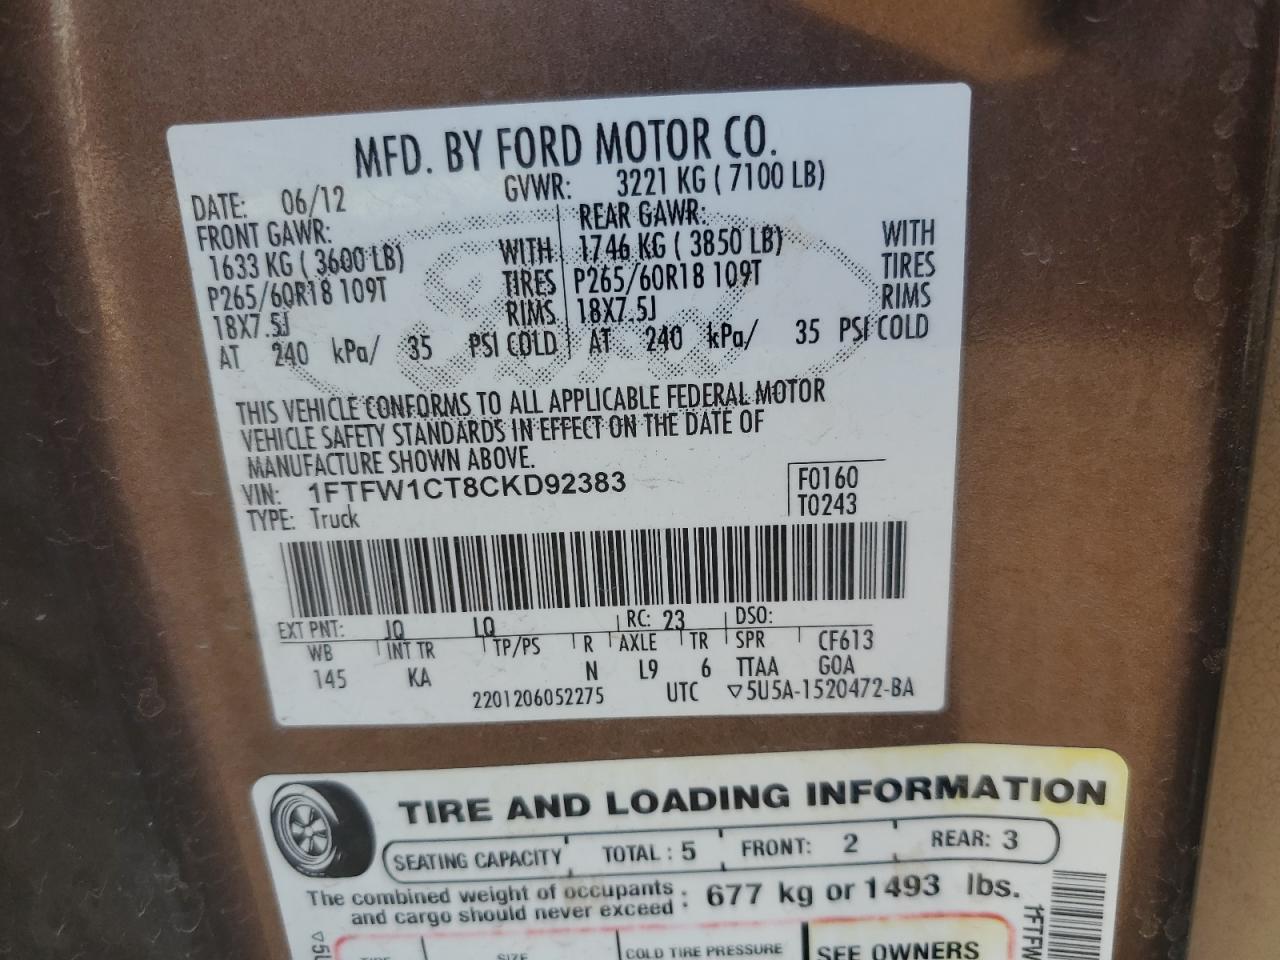 MFD. BY FORD MOTOR CO.
DATE: 06/12 GVWR: 3221 KG ( 7100 LB)
FRONT GAWR: REAR GAWR:
1633 KG ( 3600 LB) WITH 1746 KG ( 3850 LB) WITH
P265/60R18 109T TIRES P265/60R18 109T TIRES
18X7.5J RIMS 18X7.5J RIMS
AT 240 kPa/ 35 PSI COLD AT 240 kPa/ 35 PSI COLD
THIS VEHICLE CONFORMS TO ALL APPLICABLE FEDERAL MOTOR
VEHICLE SAFETY STANDARDS IN EFFECT ON THE DATE OF
MANUFACTURE SHOWN ABOVE.
VIN: 1FTFW1CT8CKD92383 F0160
TYPE: Truck T0243
EXT PNT: JQ LQ RC: 23 DSO:
WB INT TR TP/PS R AXLE TR SPR CF613
145 KA N L9 6 TTAA GOA
2201206052275 UTC ▽5U5A-1520472-BA
TIRE AND LOADING INFORMATION
SEATING CAPACITY TOTAL : 5 FRONT: 2 REAR: 3
The combined weight of occupants : 677 kg or 1493 lbs.
and cargo should never exceed :
SIZE COLD TIRE PRESSURE SEE OWNERS
1FTFW